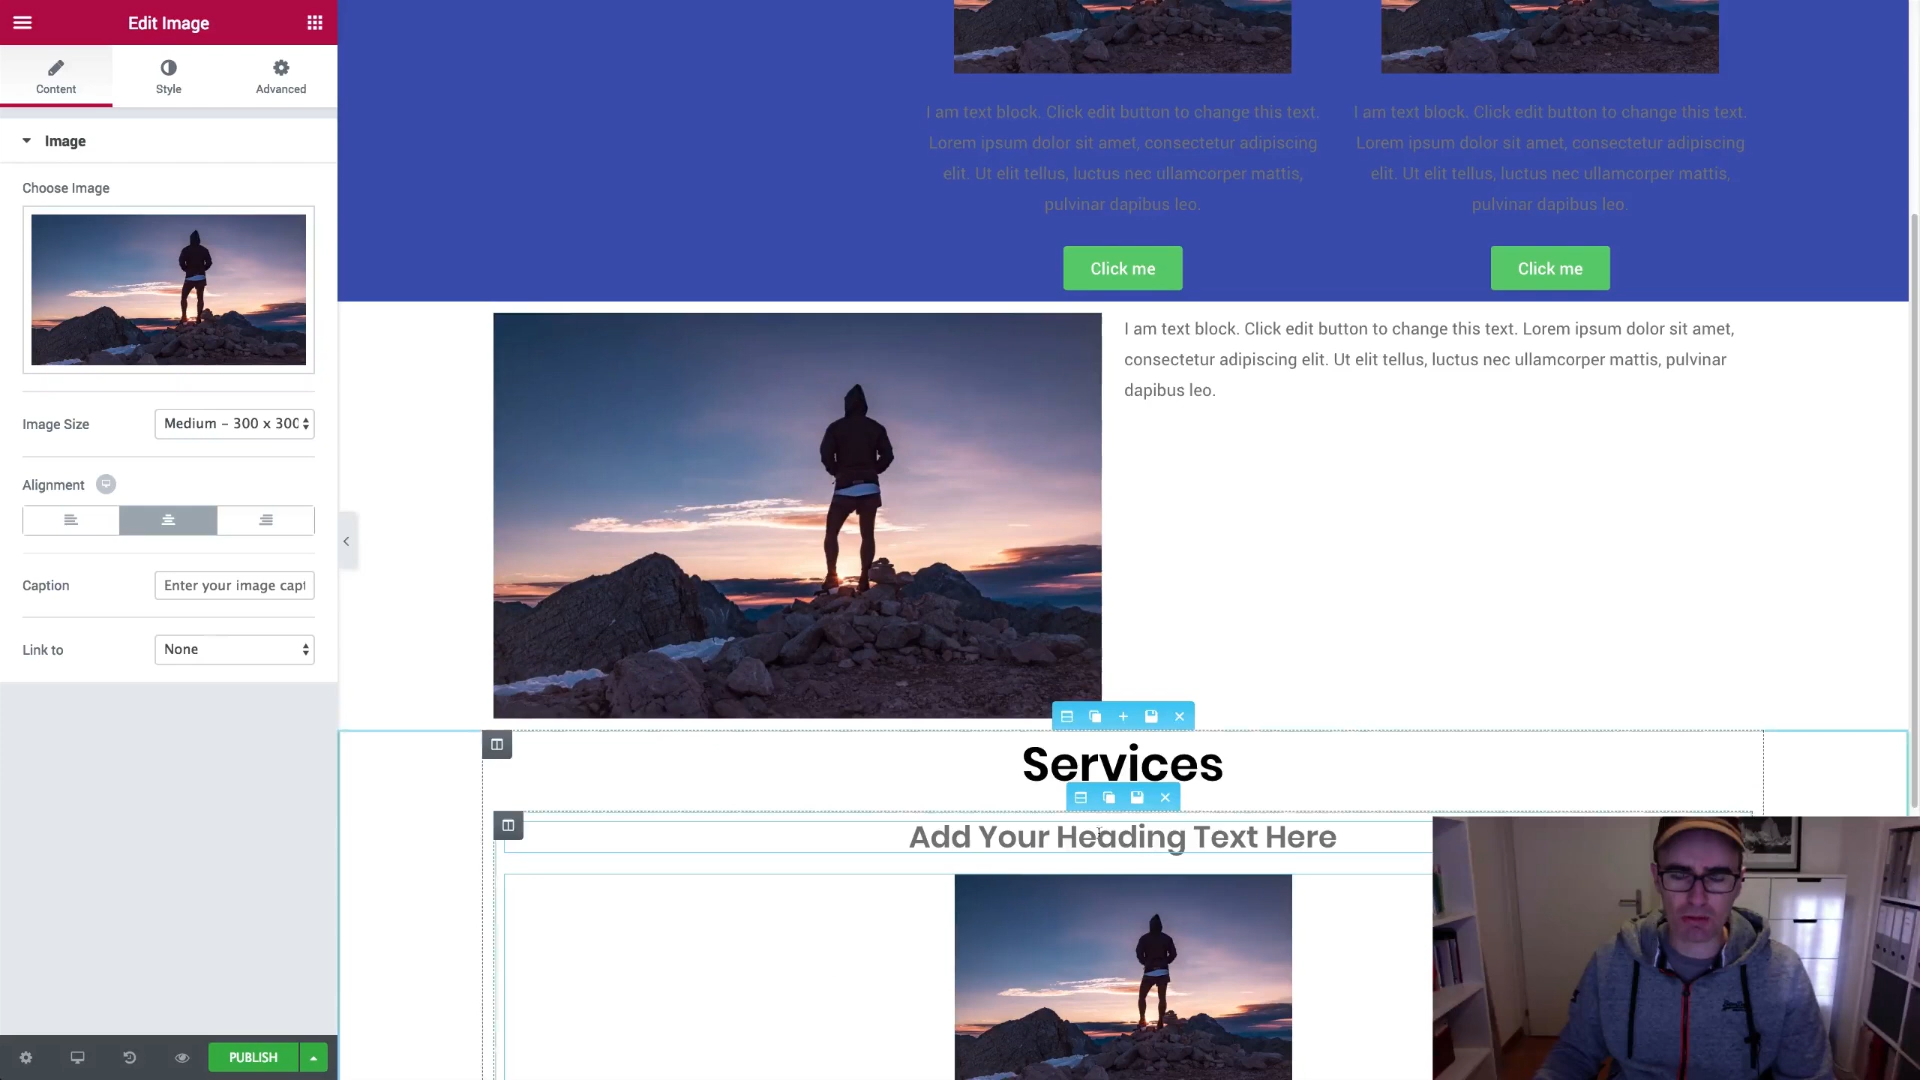 Edit Image
Content
Style
Advanced
Image
Choose Image
Image Size
Medium – 300 x 300
Alignment
Caption
Enter your image capt
Link to
None
PUBLISH
I am text block. Click edit button to change this text.
Lorem ipsum dolor sit amet, consectetur adipiscing
elit. Ut elit tellus, luctus nec ullamcorper mattis,
pulvinar dapibus leo.
Click me
I am text block. Click edit button to change this text.
Lorem ipsum dolor sit amet, consectetur adipiscing
elit. Ut elit tellus, luctus nec ullamcorper mattis,
pulvinar dapibus leo.
Click me
I am text block. Click edit button to change this text. Lorem ipsum dolor sit amet,
consectetur adipiscing elit. Ut elit tellus, luctus nec ullamcorper mattis, pulvinar
dapibus leo.
Services
Add Your Heading Text Here